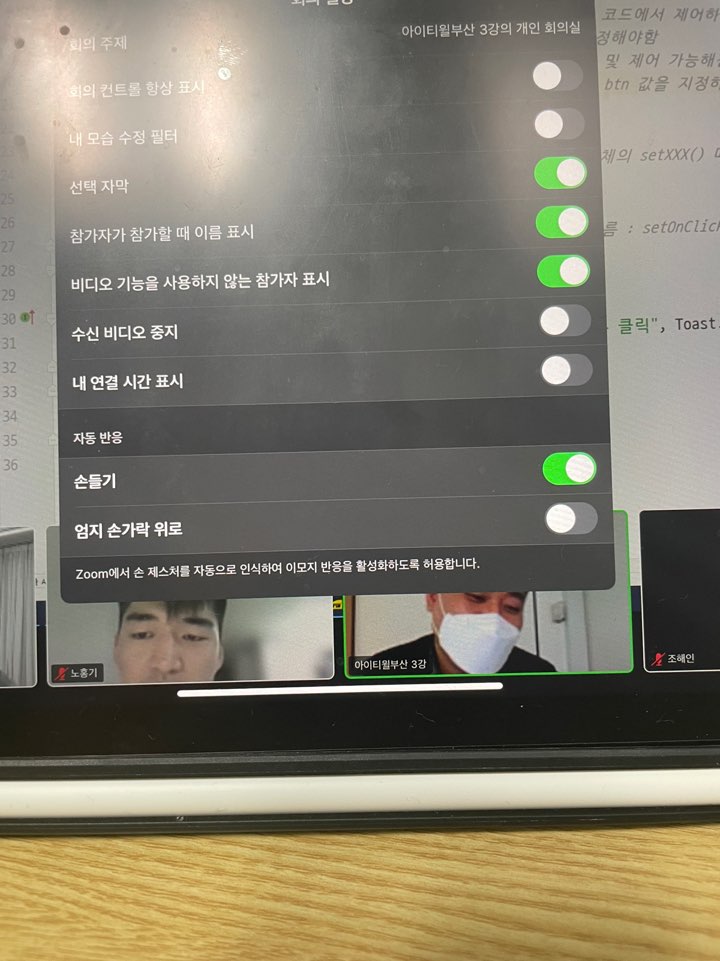 회의 설정
회의 주제
아이티윌부산 3강의 개인 회의실
회의 컨트롤 항상 표시
내 모습 수정 필터
선택 자막
참가자가 참가할 때 이름 표시
비디오 기능을 사용하지 않는 참가자 표시
수신 비디오 중지
내 연결 시간 표시
자동 반응
손들기
엄지 손가락 위로
Zoom에서 손 제스처를 자동으로 인식하여 이모지 반응을 활성화하도록 허용합니다.
코드에서 제어하
정해야함
및 제어 가능해
btn 값을 지정하
체의 setXXX()
름 : setOnClic
클릭", Toast.
25
26
27
28
29
30
31
32
33
34
35
36
노홍기
아이티윌부산 3강
조혜인